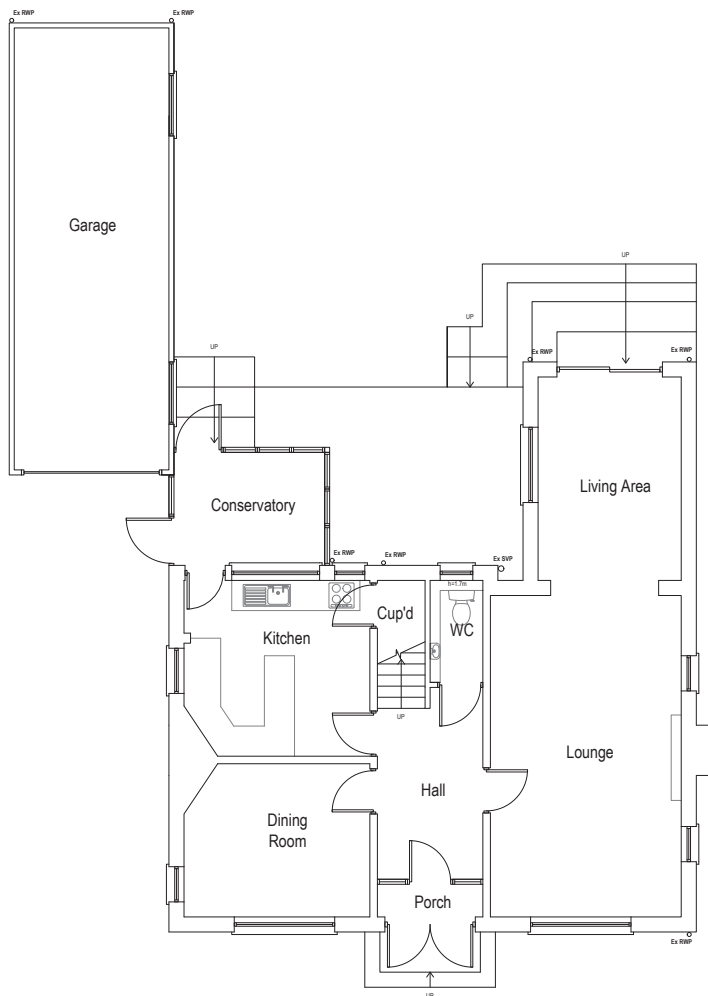 Ex RWP
Ex RWP
Garage
UP
UP
UP
Ex RWP
Ex RWP
Living Area
Conservatory
Ex RWP
Ex RWP
Ex SVP
h=1.7m
Cup'd
WC
Kitchen
UP
Lounge
Hall
Dining
Room
Porch
Ex RWP
UP